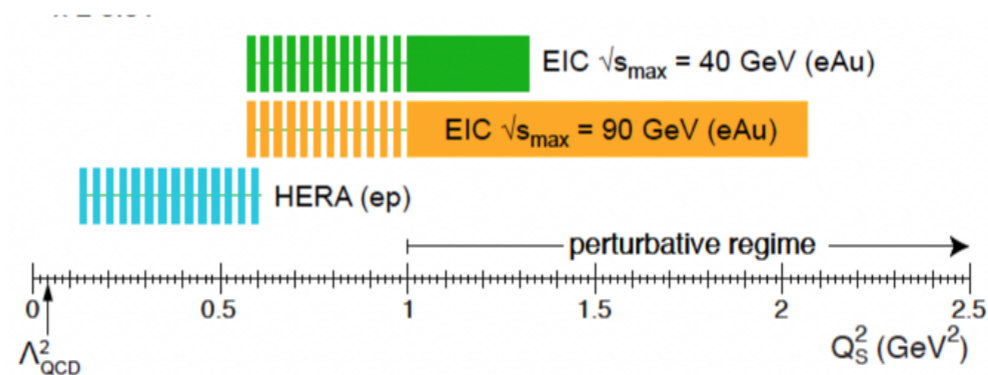 EIC √smax = 40 GeV (eAu)
EIC √smax = 90 GeV (eAu)
HERA (ep)
perturbative regime
0 0.5 1 1.5 2 2.5
Λ²QCD
Q²S (GeV²)